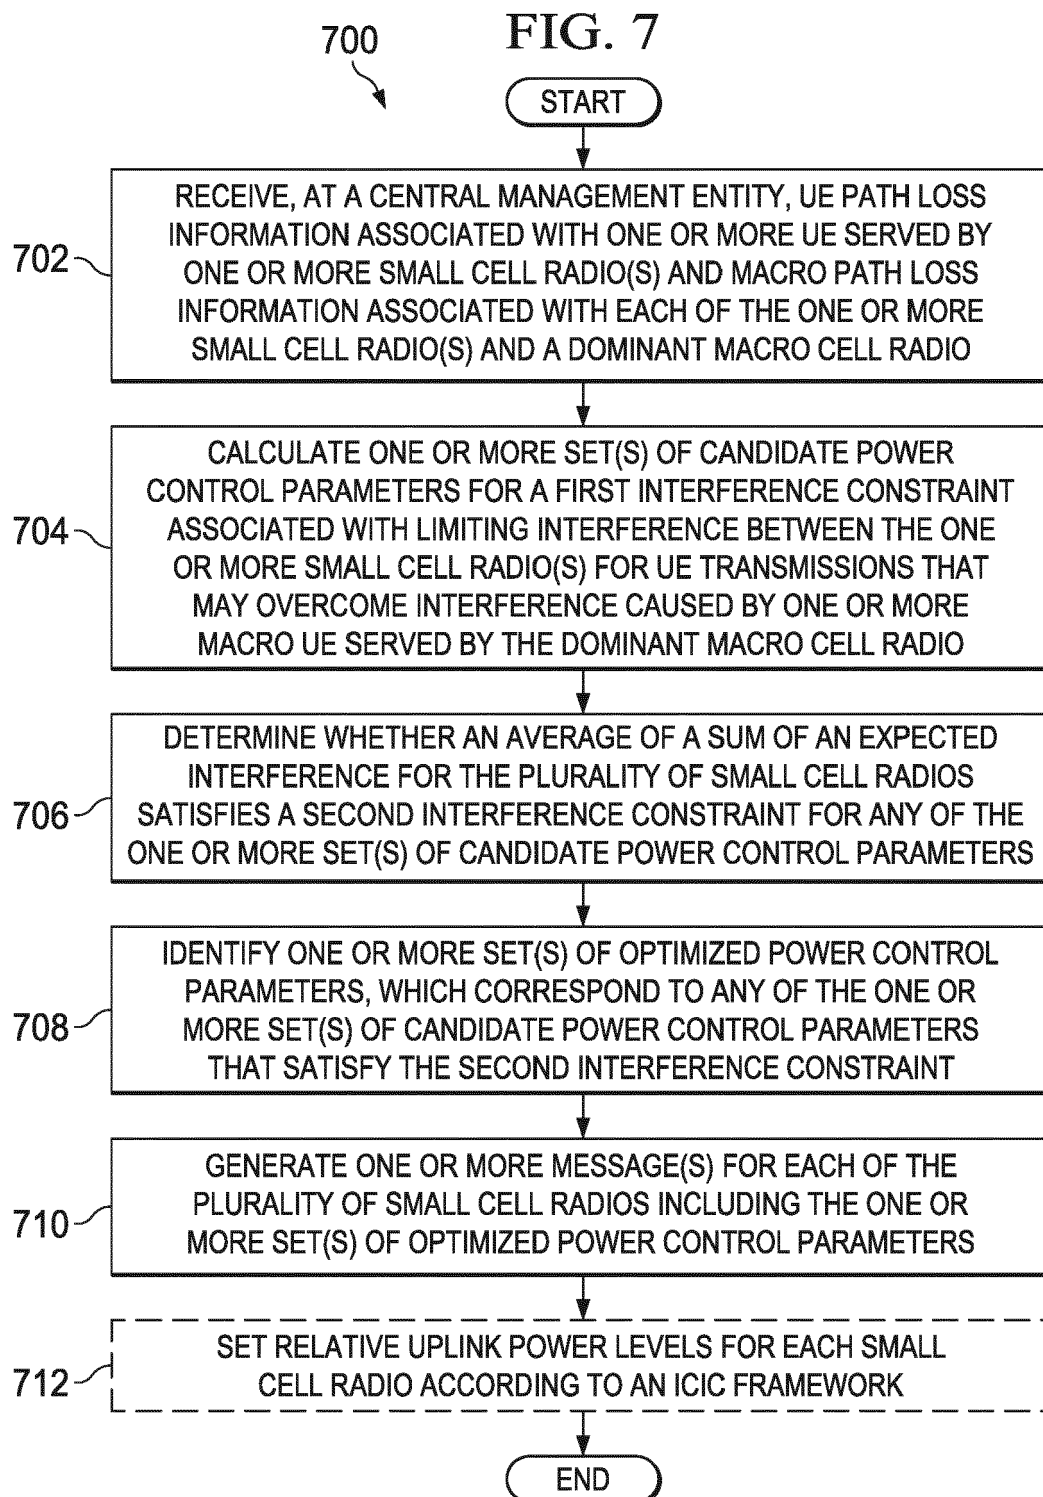 FIG. 7
700
START
702
RECEIVE, AT A CENTRAL MANAGEMENT ENTITY, UE PATH LOSS
INFORMATION ASSOCIATED WITH ONE OR MORE UE SERVED BY
ONE OR MORE SMALL CELL RADIO(S) AND MACRO PATH LOSS
INFORMATION ASSOCIATED WITH EACH OF THE ONE OR MORE
SMALL CELL RADIO(S) AND A DOMINANT MACRO CELL RADIO
704
CALCULATE ONE OR MORE SET(S) OF CANDIDATE POWER
CONTROL PARAMETERS FOR A FIRST INTERFERENCE CONSTRAINT
ASSOCIATED WITH LIMITING INTERFERENCE BETWEEN THE ONE
OR MORE SMALL CELL RADIO(S) FOR UE TRANSMISSIONS THAT
MAY OVERCOME INTERFERENCE CAUSED BY ONE OR MORE
MACRO UE SERVED BY THE DOMINANT MACRO CELL RADIO
706
DETERMINE WHETHER AN AVERAGE OF A SUM OF AN EXPECTED
INTERFERENCE FOR THE PLURALITY OF SMALL CELL RADIOS
SATISFIES A SECOND INTERFERENCE CONSTRAINT FOR ANY OF THE
ONE OR MORE SET(S) OF CANDIDATE POWER CONTROL PARAMETERS
708
IDENTIFY ONE OR MORE SET(S) OF OPTIMIZED POWER CONTROL
PARAMETERS, WHICH CORRESPOND TO ANY OF THE ONE OR
MORE SET(S) OF CANDIDATE POWER CONTROL PARAMETERS
THAT SATISFY THE SECOND INTERFERENCE CONSTRAINT
710
GENERATE ONE OR MORE MESSAGE(S) FOR EACH OF THE
PLURALITY OF SMALL CELL RADIOS INCLUDING THE ONE OR
MORE SET(S) OF OPTIMIZED POWER CONTROL PARAMETERS
712
SET RELATIVE UPLINK POWER LEVELS FOR EACH SMALL
CELL RADIO ACCORDING TO AN ICIC FRAMEWORK
END